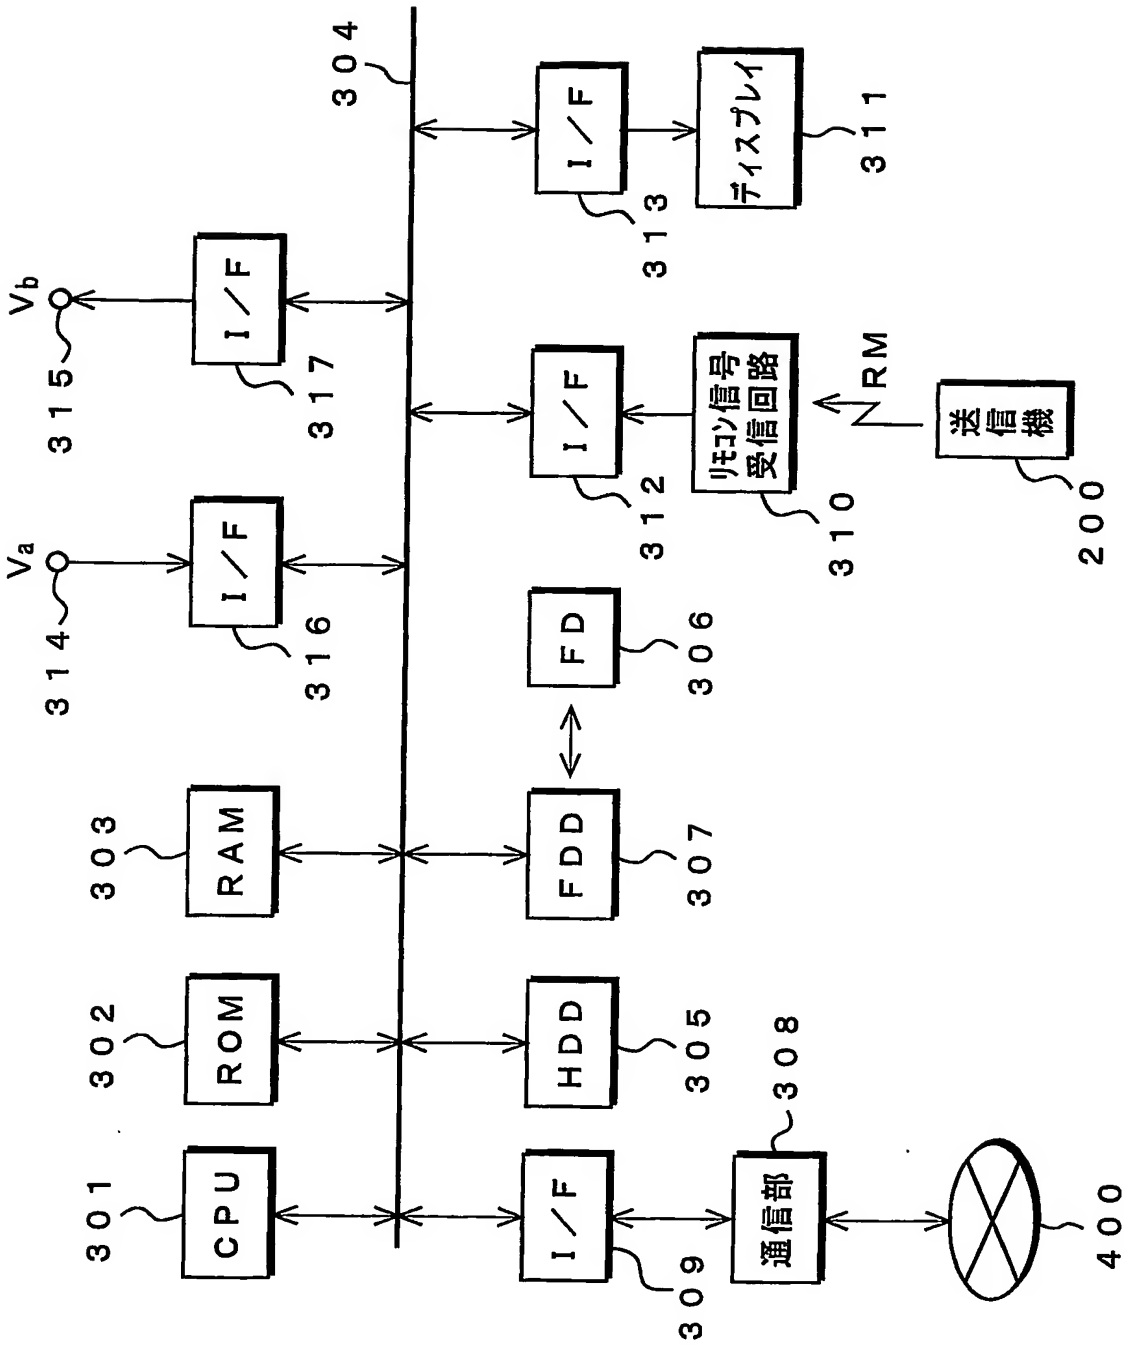 301
CPU
302
ROM
303
RAM
314
Va
I/F
316
315
Vb
I/F
317
304
I/F
309
HDD
305
FDD
307
FD
306
I/F
312
I/F
313
通信部
308
リモコン信号
受信回路
310
ディスプレイ
311
RM
送
信
機
200
400